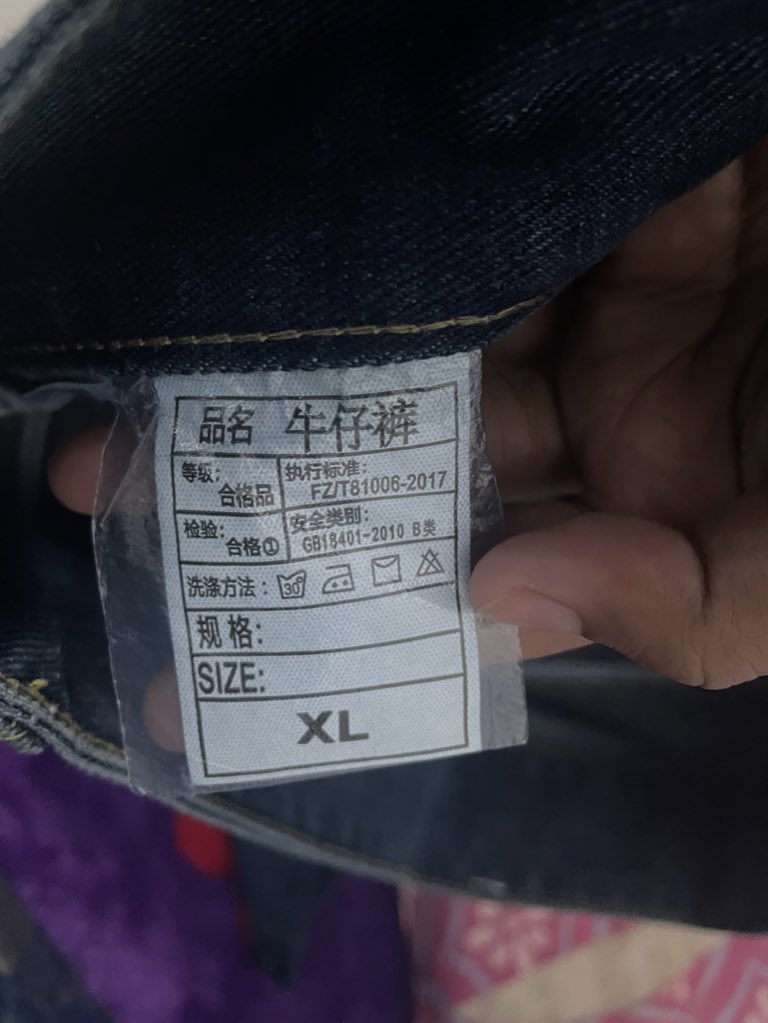 品名 牛仔裤
等级: 执行标准:
合格品 FZ/T81006-2017
检验: 安全类别:
合格① GB18401-2010 B类
洗涤方法: 30°
规格:
SIZE:
XL